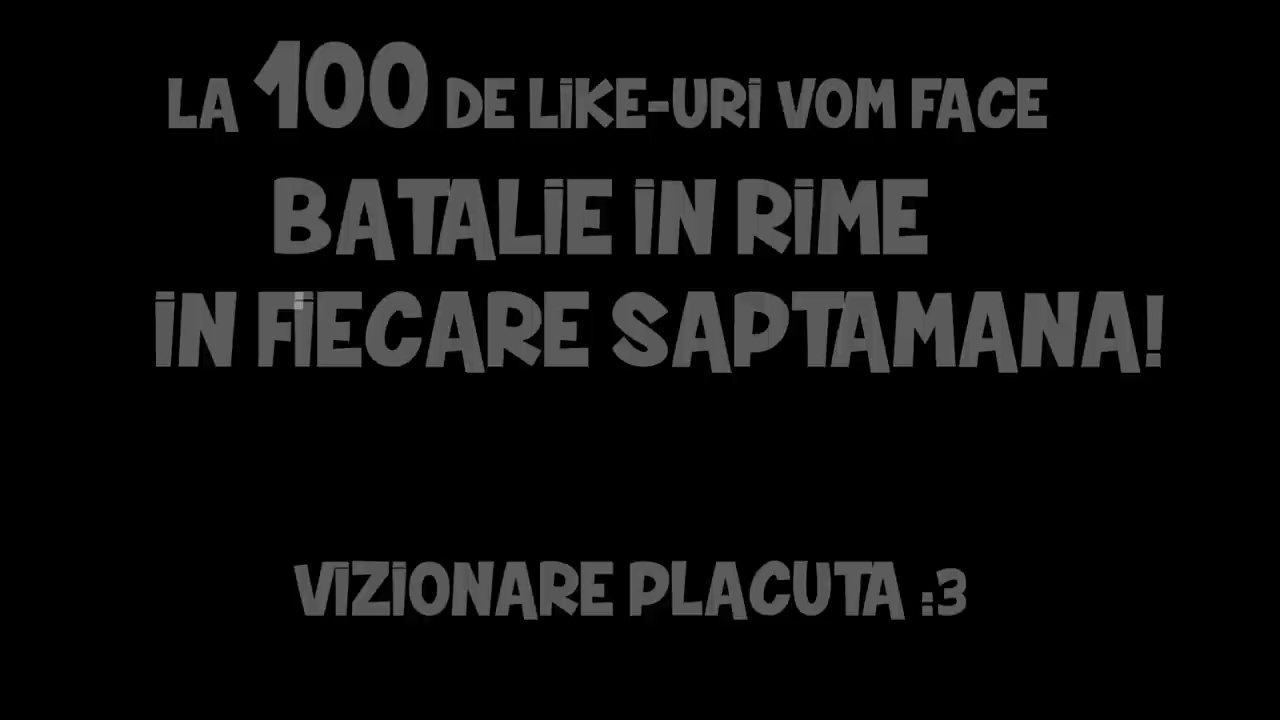 LA 100 DE LIKE-URI VOM FACE
BATALIE IN RIME
IN FIECARE SAPTAMANA!
VIZIONARE PLACUTA :3